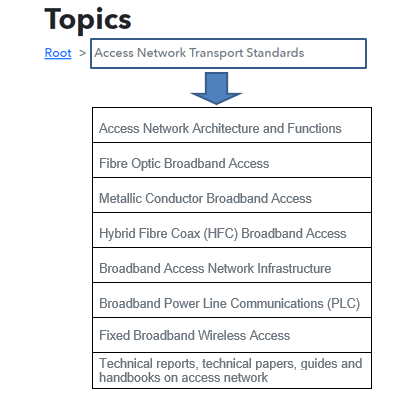 Topics
Root > Access Network Transport Standards
Access Network Architecture and Functions
Fibre Optic Broadband Access
Metallic Conductor Broadband Access
Hybrid Fibre Coax (HFC) Broadband Access
Broadband Access Network Infrastructure
Broadband Power Line Communications (PLC)
Fixed Broadband Wireless Access
Technical reports, technical papers, guides and
handbooks on access network